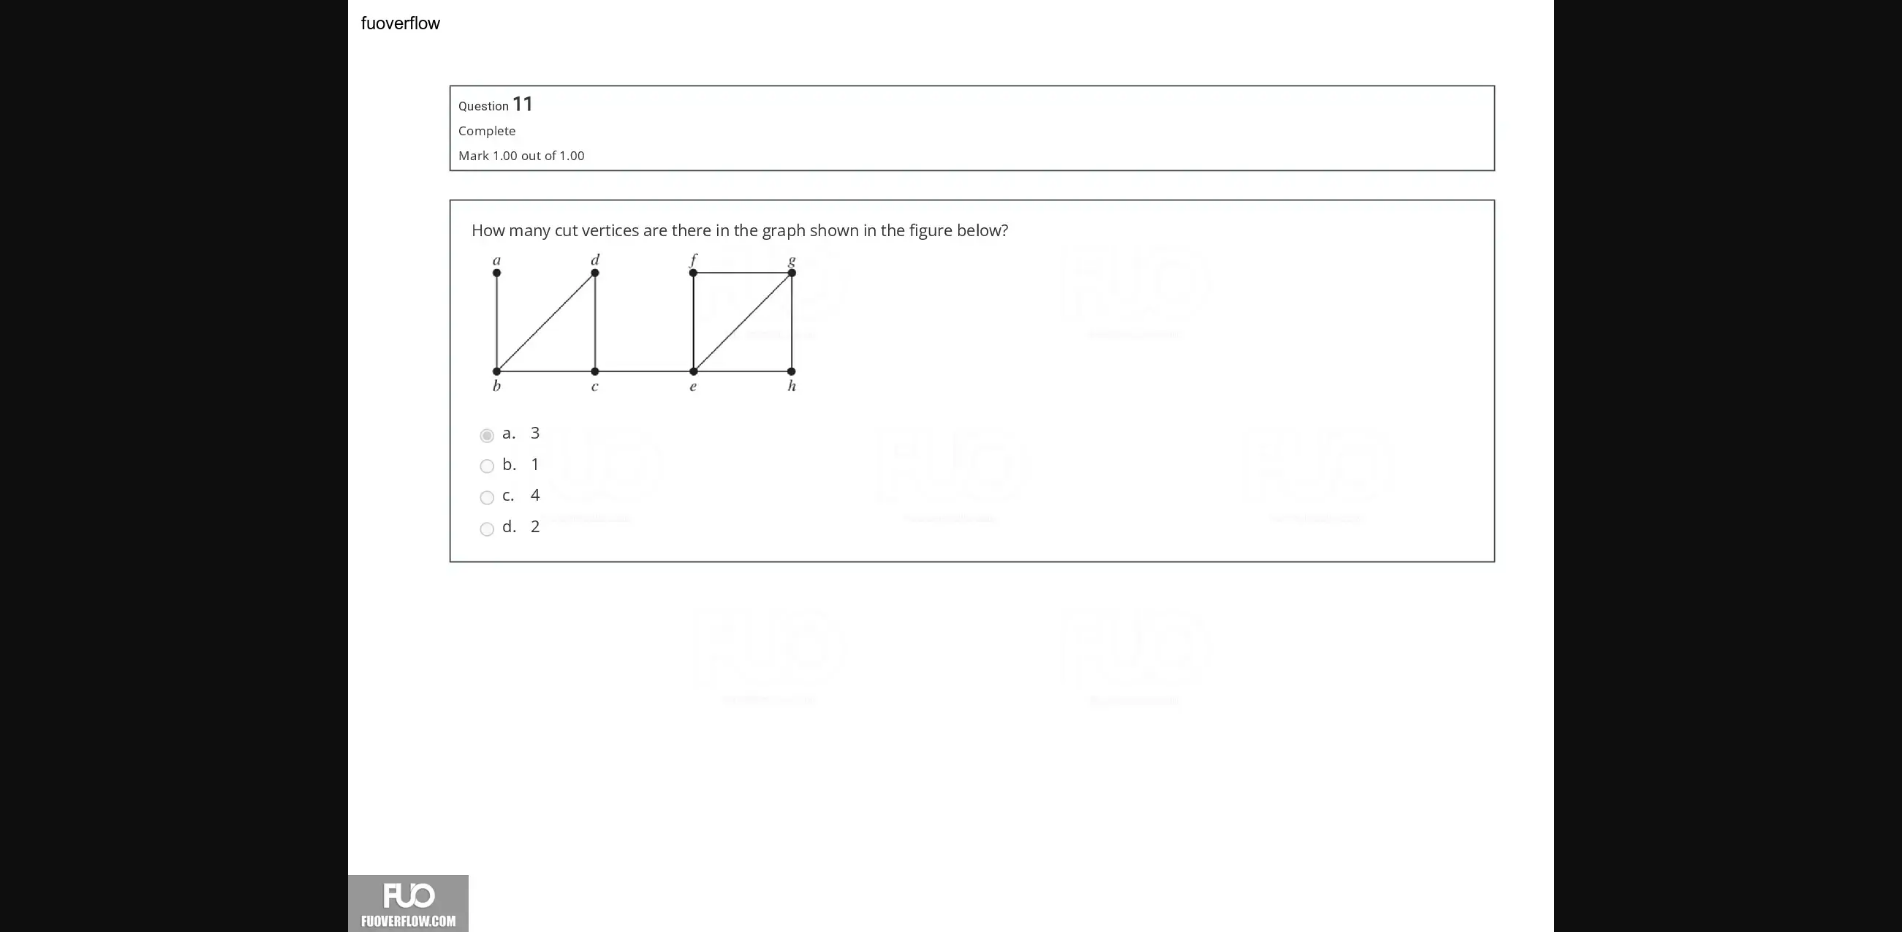 fuoverflow
Question 11
Complete
Mark 1.00 out of 1.00
How many cut vertices are there in the graph shown in the figure below?
a d f g
b c e h
a. 3
b. 1
c. 4
d. 2
FUO
FUOVERFLOW.COM